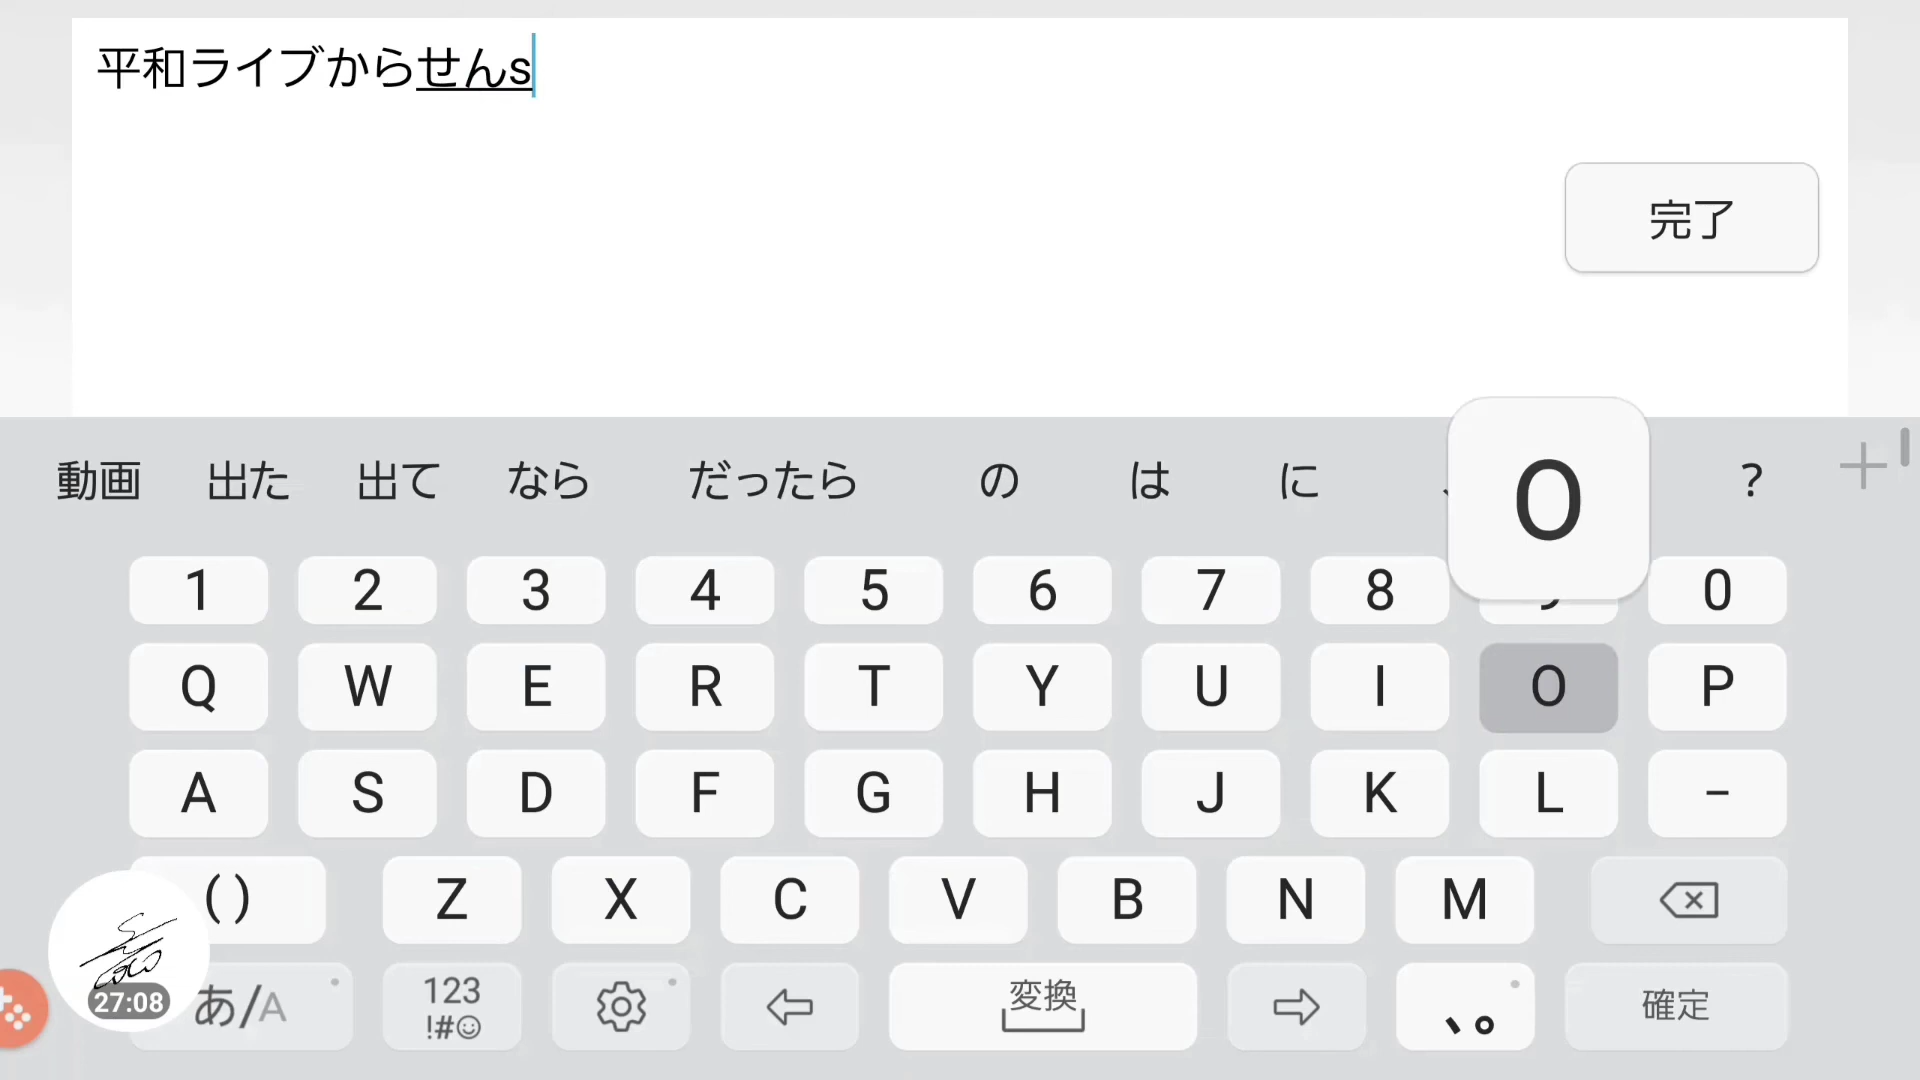 平和ライブからせんs
完了
動画 出た 出て なら だったら の は に ?
O
1 2 3 4 5 6 7 8 0
Q W E R T Y U I O P
A S D F G H J K L −
() Z X C V B N M
あ/A 123 !#☺ 変換 、。 確定
27:08